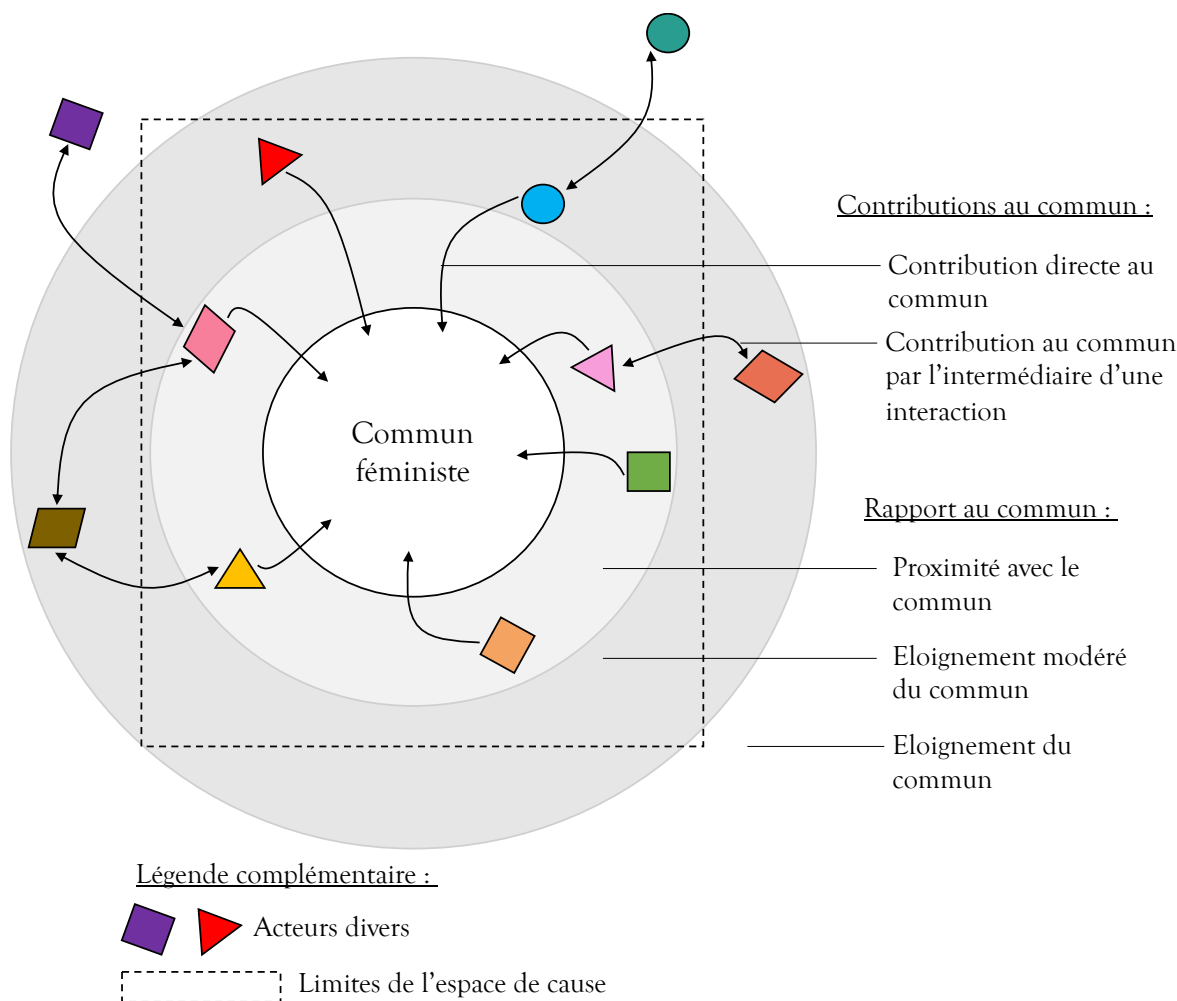 Contributions au commun :
Contribution directe au
commun
Contribution au commun
par l'intermédiaire d'une
interaction
Commun
féministe
Rapport au commun :
Proximité avec le
commun
Eloignement modéré
du commun
Eloignement du
commun
Légende complémentaire :
Acteurs divers
Limites de l'espace de cause